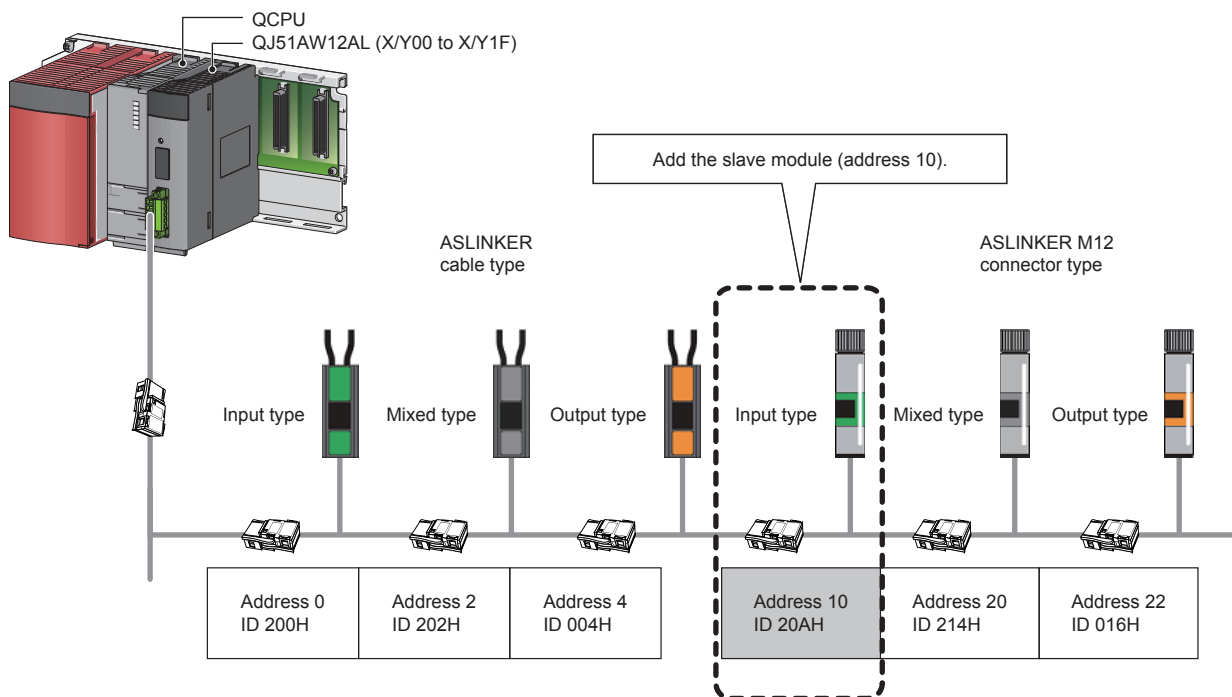 QCPU
QJ51AW12AL (X/Y00 to X/Y1F)
Add the slave module (address 10).
ASLINKER
cable type
ASLINKER M12
connector type
Input type
Mixed type
Output type
Input type
Mixed type
Output type
Address 0
ID 200H
Address 2
ID 202H
Address 4
ID 004H
Address 10
ID 20AH
Address 20
ID 214H
Address 22
ID 016H